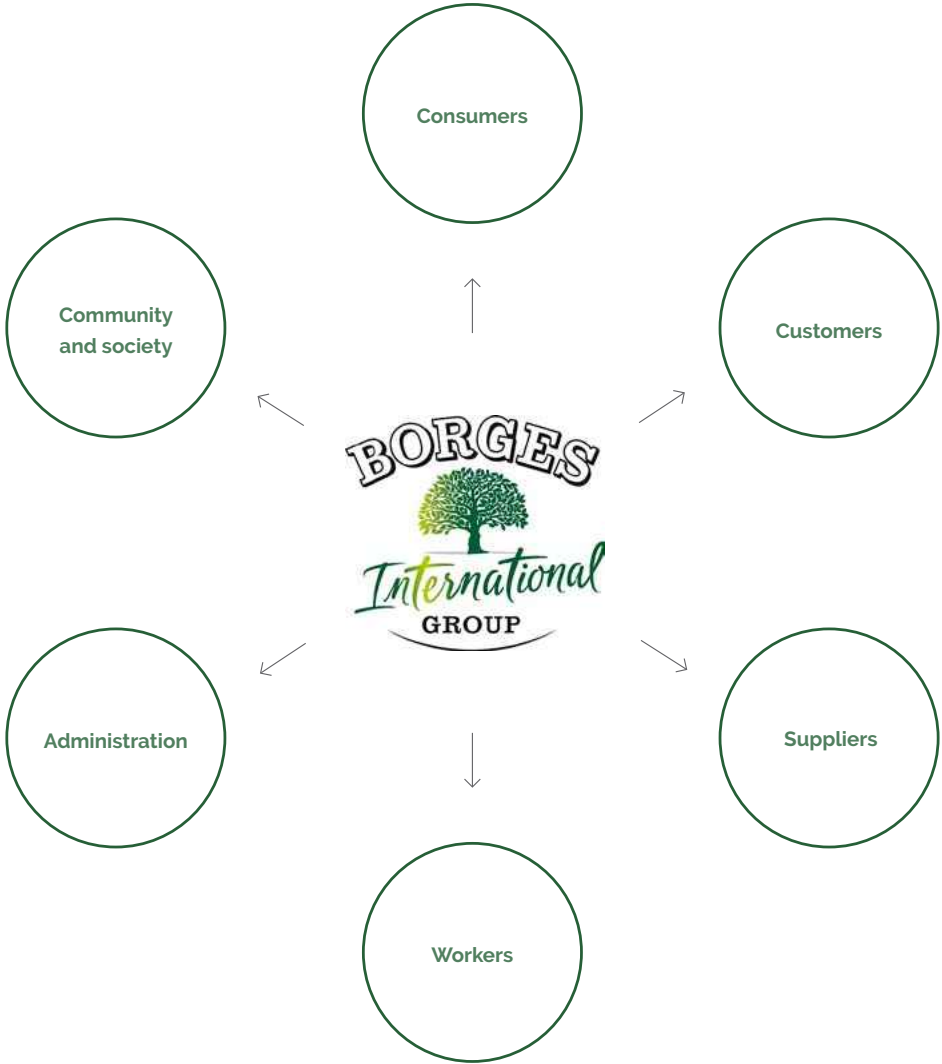 Consumers
Community
and society
Customers
BORGES
International
GROUP
Administration
Suppliers
Workers